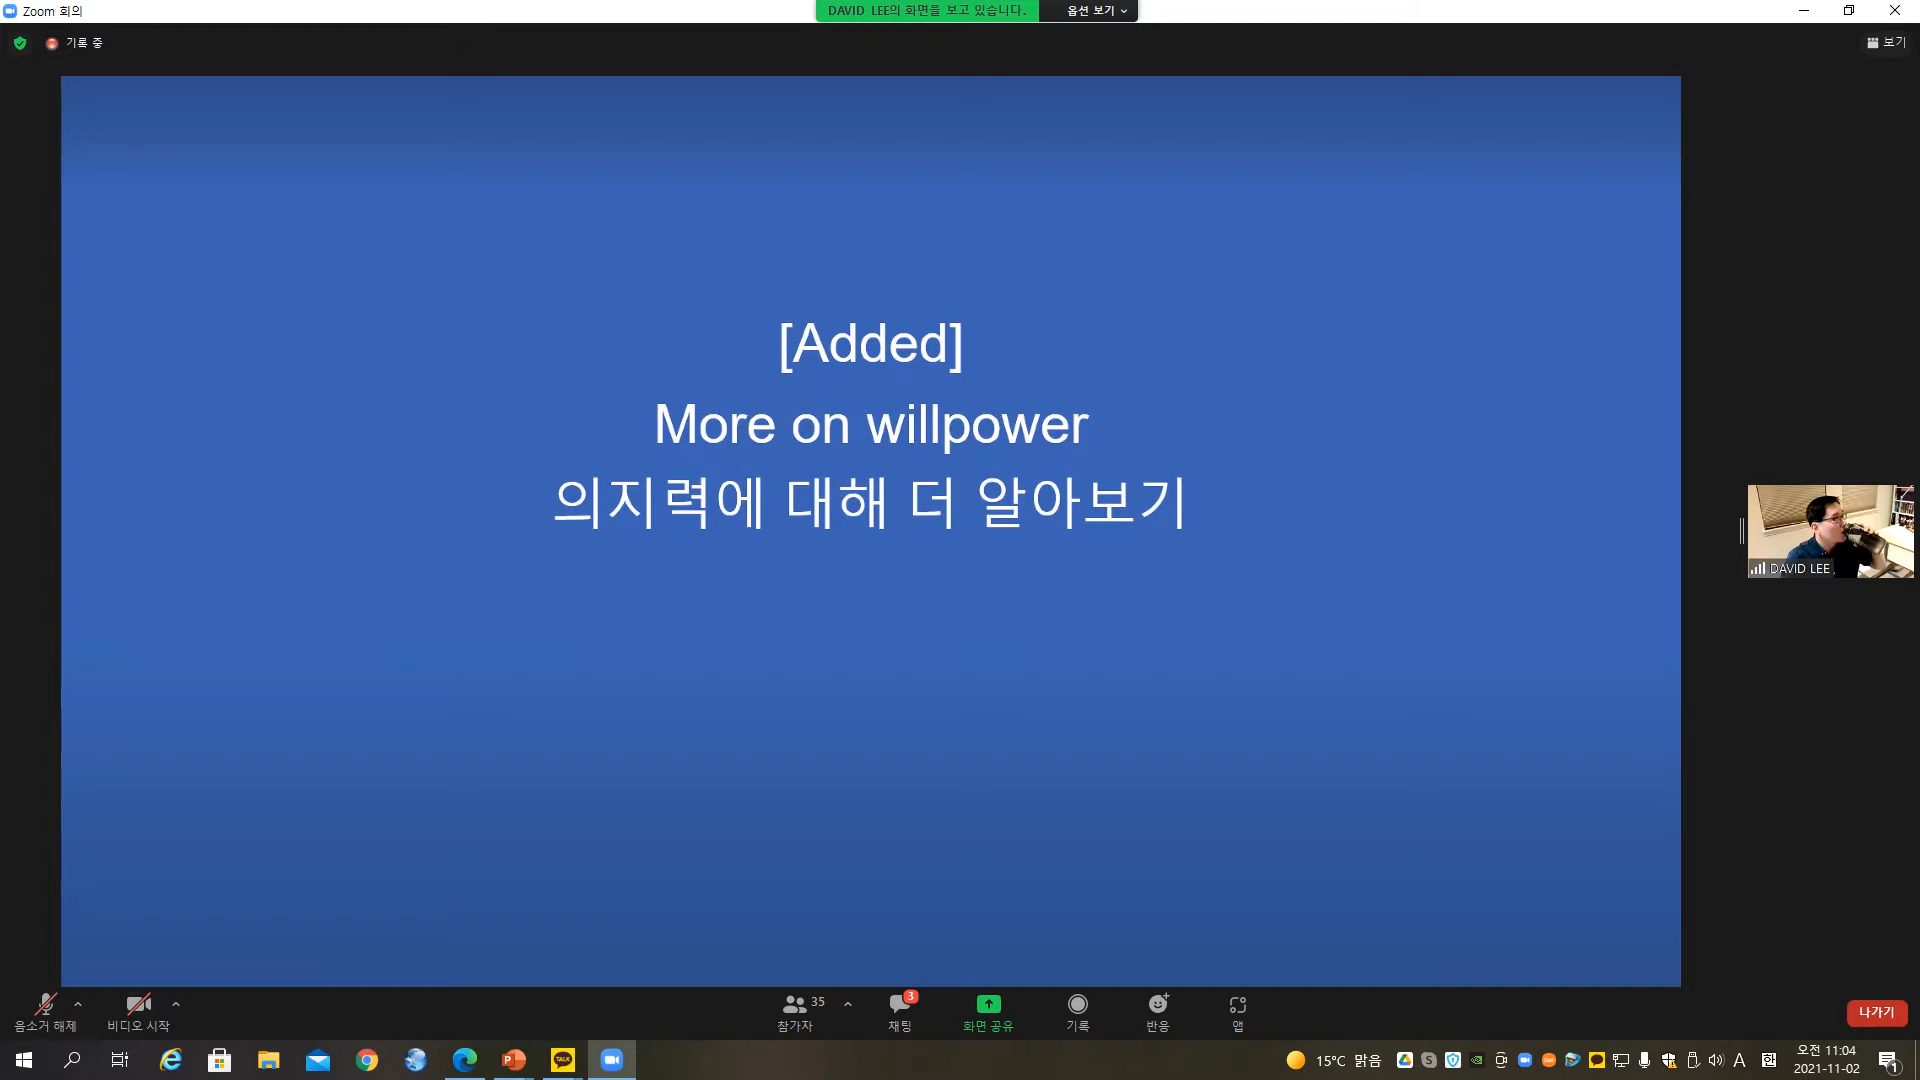 Zoom 회의
DAVID LEE의 화면을 보고 있습니다.
옵션 보기
기록 중
보기
[Added]
More on willpower
의지력에 대해 더 알아보기
DAVID LEE
음소거 해제
비디오 시작
35
참가자
3
채팅
화면 공유
기록
반응
앱
나가기
TALK
15°C 맑음
A
한
오전 11:04
2021-11-02
1